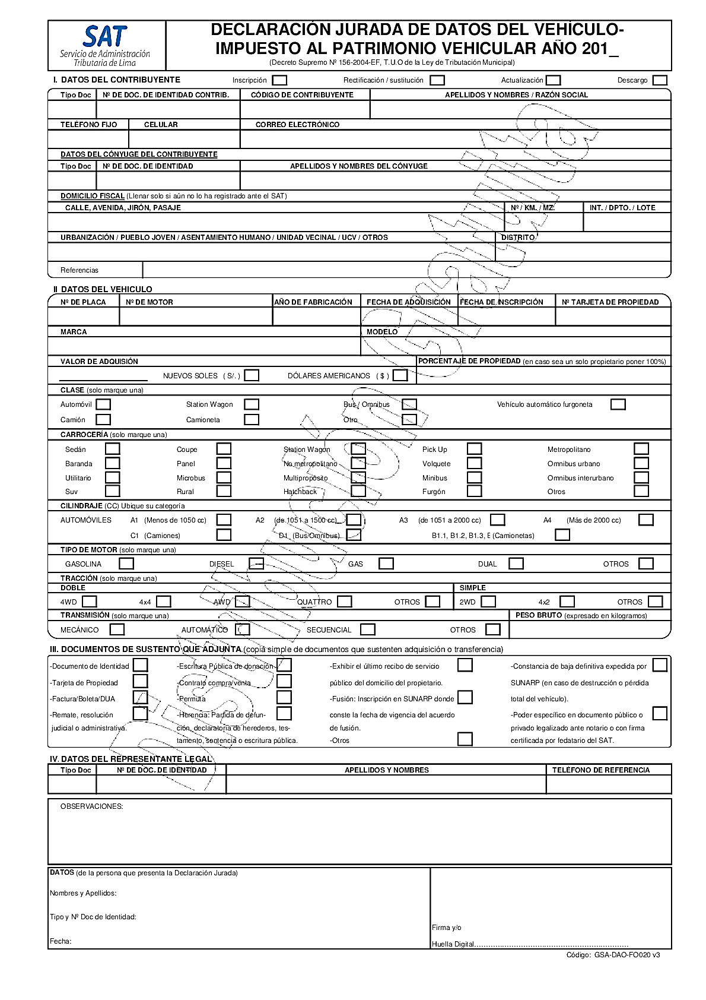 SAT
Servicio de Administración
Tributaria de Lima
DECLARACIÓN JURADA DE DATOS DEL VEHÍCULO-
IMPUESTO AL PATRIMONIO VEHICULAR AÑO 201_
(Decreto Supremo Nº 156-2004-EF, T.U.O de la Ley de Tributación Municipal)
I. DATOS DEL CONTRIBUYENTE Inscripción Rectificación / sustitución Actualización Descargo
Tipo Doc Nº DE DOC. DE IDENTIDAD CONTRIB. CÓDIGO DE CONTRIBUYENTE APELLIDOS Y NOMBRES / RAZÓN SOCIAL
TELÉFONO FIJO CELULAR CORREO ELECTRÓNICO
DATOS DEL CÓNYUGE DEL CONTRIBUYENTE
Tipo Doc Nº DE DOC. DE IDENTIDAD APELLIDOS Y NOMBRES DEL CÓNYUGE
DOMICILIO FISCAL (Llenar solo si aún no lo ha registrado ante el SAT)
CALLE, AVENIDA, JIRÓN, PASAJE Nº / KM. / MZ. INT. / DPTO. / LOTE
URBANIZACIÓN / PUEBLO JOVEN / ASENTAMIENTO HUMANO / UNIDAD VECINAL / UCV / OTROS DISTRITO
Referencias
II DATOS DEL VEHICULO
Nº DE PLACA Nº DE MOTOR AÑO DE FABRICACIÓN FECHA DE ADQUISICIÓN FECHA DE INSCRIPCIÓN Nº TARJETA DE PROPIEDAD
MARCA MODELO
VALOR DE ADQUISIÓN PORCENTAJE DE PROPIEDAD (en caso sea un solo propietario poner 100%)
NUEVOS SOLES ( S/. ) DÓLARES AMERICANOS ( $ )
CLASE (solo marque una)
Automóvil Station Wagon Bus / Omnibus Vehículo automático furgoneta
Camión Camioneta Otro
CARROCERÍA (solo marque una)
Sedán Coupe Station Wagon Pick Up Metropolitano
Baranda Panel No metropolitano Volquete Omnibus urbano
Utilitario Microbus Multipropósito Minibus Omnibus interurbano
Suv Rural Hatchback Furgón Otros
CILINDRAJE (CC) Ubique su categoría
AUTOMÓVILES A1 (Menos de 1050 cc) A2 (de 1051 a 1500 cc) A3 (de 1051 a 2000 cc) A4 (Más de 2000 cc)
C1 (Camiones) D1 (Bus/Omnibus) B1.1, B1.2, B1.3, E (Camionetas)
TIPO DE MOTOR (solo marque una)
GASOLINA DIESEL GAS DUAL OTROS
TRACCIÓN (solo marque una)
DOBLE SIMPLE
4WD 4x4 AWD QUATTRO OTROS 2WD 4x2 OTROS
TRANSMISIÓN (solo marque una) PESO BRUTO (expresado en kilogramos)
MECÁNICO AUTOMÁTICO SECUENCIAL OTROS
III. DOCUMENTOS DE SUSTENTO QUE ADJUNTA (copia simple de documentos que sustenten adquisición o transferencia)
-Documento de Identidad -Escritura Pública de donación -Exhibir el último recibo de servicio -Constancia de baja definitiva expedida por
-Tarjeta de Propiedad -Contrato compra/venta público del domicilio del propietario. SUNARP (en caso de destrucción o pérdida
-Factura/Boleta/DUA -Permuta -Fusión: Inscripción en SUNARP donde total del vehículo).
-Remate, resolución -Herencia: Partida de defun- conste la fecha de vigencia del acuerdo -Poder específico en documento público o
judicial o administrativa. ción, declaratoria de herederos, tes- de fusión. privado legalizado ante notario o con firma
tamento, sentencia o escritura pública. -Otros certificada por fedatario del SAT.
IV. DATOS DEL REPRESENTANTE LEGAL
Tipo Doc Nº DE DOC. DE IDENTIDAD APELLIDOS Y NOMBRES TELÉFONO DE REFERENCIA
OBSERVACIONES:
DATOS (de la persona que presenta la Declaración Jurada)
Nombres y Apellidos:
Tipo y Nº Doc de Identidad:
Firma y/o
Fecha:
Huella Digital....................................................................
Código: GSA-DAO-FO020 v3
Distribución Gratuita